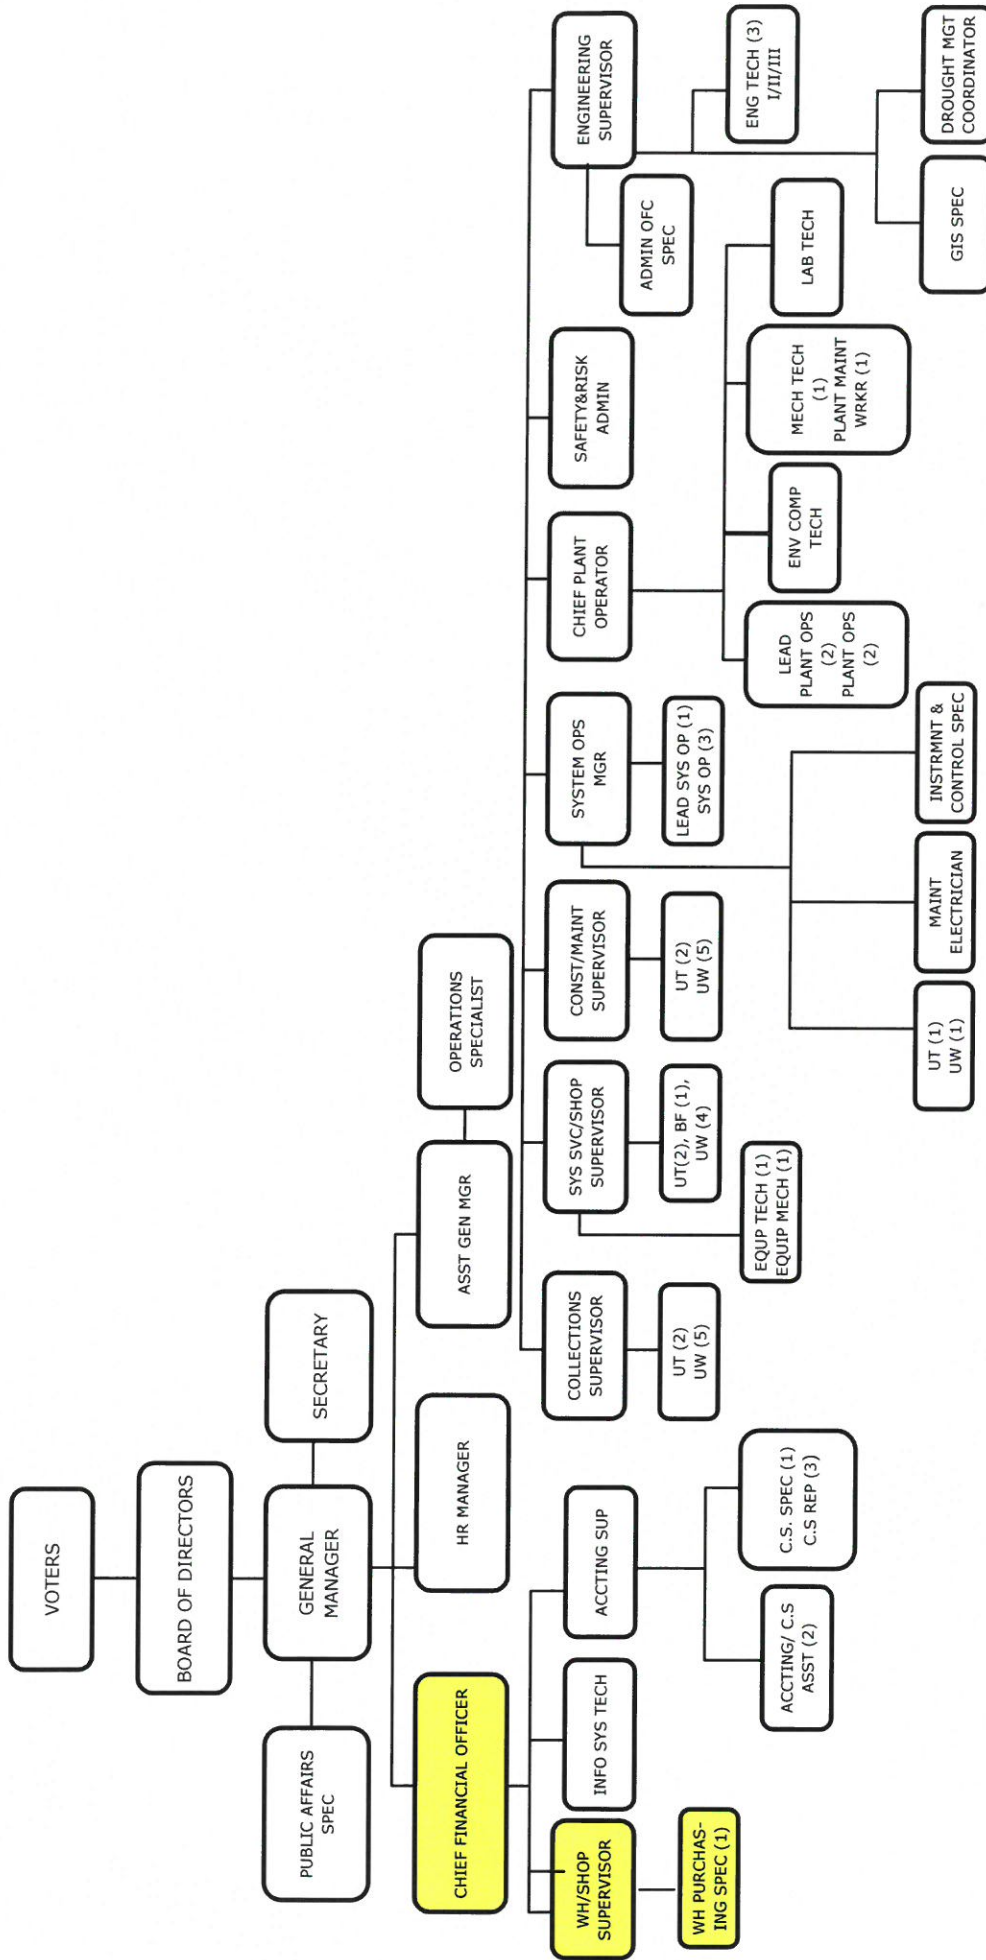 VOTERS
BOARD OF DIRECTORS
PUBLIC AFFAIRS
SPEC
GENERAL
MANAGER
SECRETARY
CHIEF FINANCIAL OFFICER
HR MANAGER
ASST GEN MGR
OPERATIONS
SPECIALIST
WH/SHOP
SUPERVISOR
INFO SYS TECH
ACCTING SUP
COLLECTIONS
SUPERVISOR
SYS SVC/SHOP
SUPERVISOR
CONST/MAINT
SUPERVISOR
SYSTEM OPS
MGR
CHIEF PLANT
OPERATOR
SAFETY&RISK
ADMIN
ENGINEERING
SUPERVISOR
ADMIN OFC
SPEC
WH PURCHAS-
ING SPEC (1)
UT (2)
UW (5)
UT(2), BF (1),
UW (4)
UT (2)
UW (5)
LEAD SYS OP (1)
SYS OP (3)
ENG TECH (3)
I/II/III
ACCTING/ C.S
ASST (2)
C.S. SPEC (1)
C.S REP (3)
EQUP TECH (1)
EQUIP MECH (1)
LEAD
PLANT OPS
(2)
PLANT OPS
(2)
ENV COMP
TECH
MECH TECH
(1)
PLANT MAINT
WRKR (1)
LAB TECH
UT (1)
UW (1)
MAINT
ELECTRICIAN
INSTRMNT &
CONTROL SPEC
GIS SPEC
DROUGHT MGT
COORDINATOR